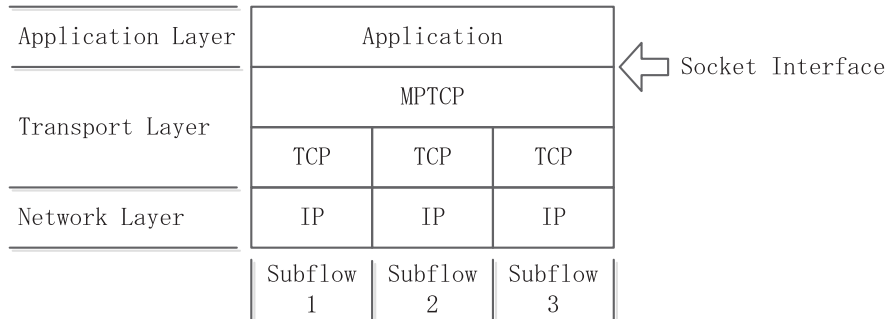 Application Layer
Application
Socket Interface
MPTCP
Transport Layer
TCP TCP TCP
Network Layer
IP IP IP
Subflow Subflow Subflow
1 2 3